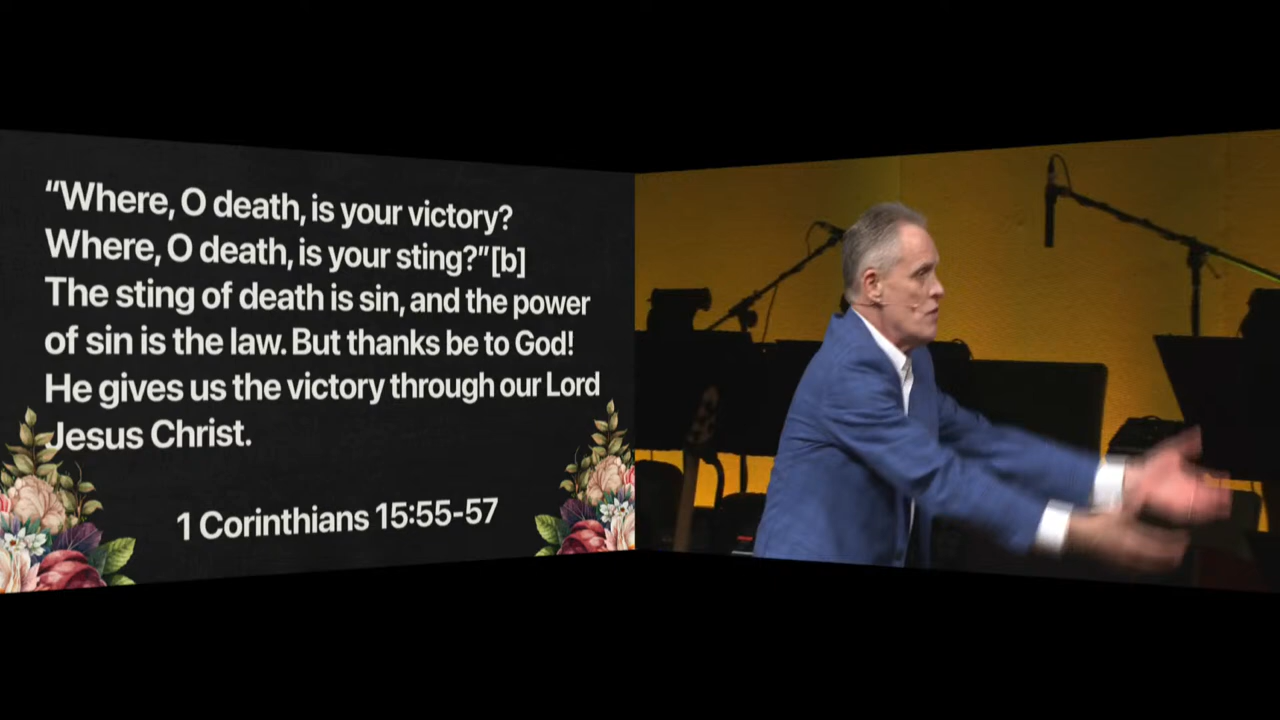 “Where, O death, is your victory?
Where, O death, is your sting?”[b]
The sting of death is sin, and the power
of sin is the law. But thanks be to God!
He gives us the victory through our Lord
Jesus Christ.
1 Corinthians 15:55-57